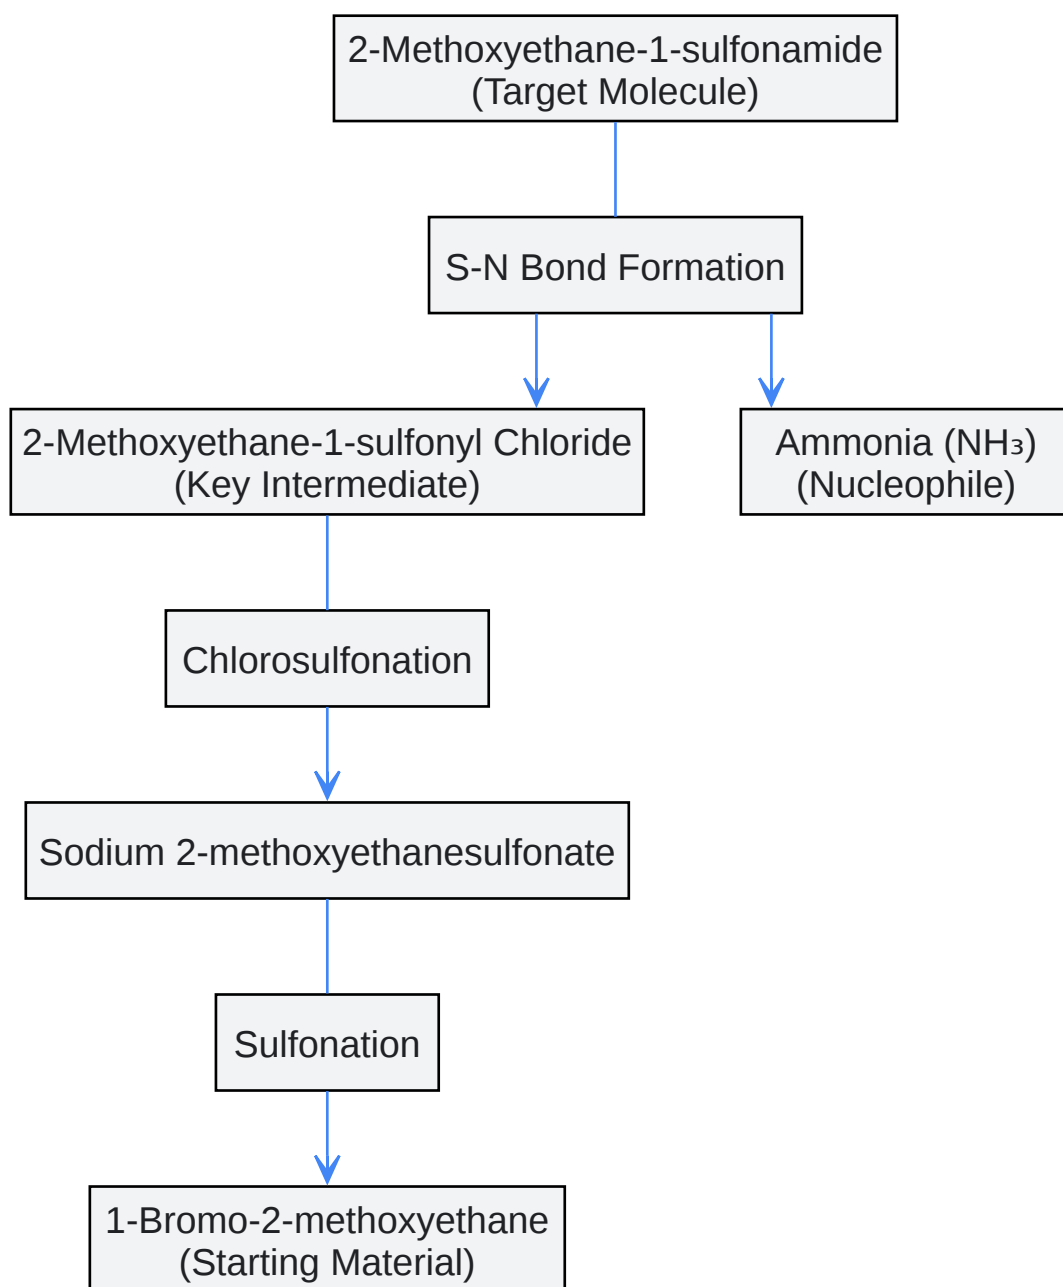 2-Methoxyethane-1-sulfonamide
(Target Molecule)
S-N Bond Formation
2-Methoxyethane-1-sulfonyl Chloride
(Key Intermediate)
Ammonia (NH₃)
(Nucleophile)
Chlorosulfonation
Sodium 2-methoxyethanesulfonate
Sulfonation
1-Bromo-2-methoxyethane
(Starting Material)